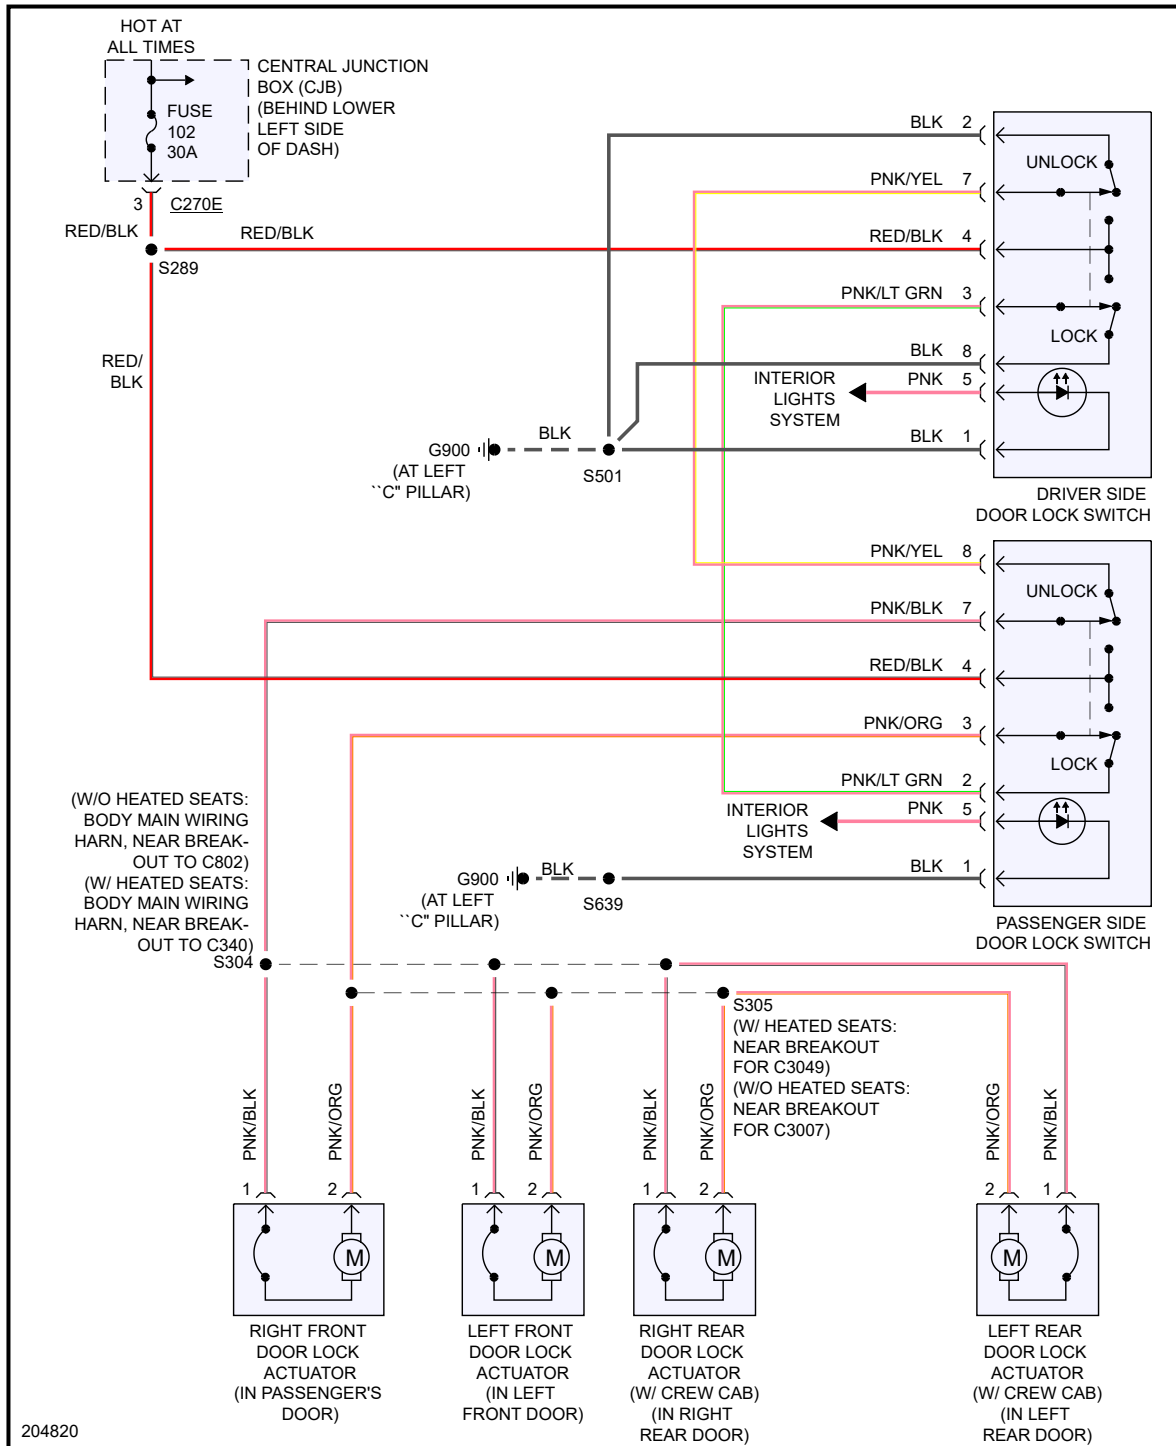 HOT AT
ALL TIMES
CENTRAL JUNCTION
BOX (CJB)
(BEHIND LOWER
LEFT SIDE
OF DASH)
FUSE
102
30A
3 C270E
RED/BLK
RED/BLK
S289
RED/
BLK
BLK 2
PNK/YEL 7
RED/BLK 4
PNK/LT GRN 3
BLK 8
PNK 5
BLK 1
UNLOCK
LOCK
INTERIOR
LIGHTS
SYSTEM
BLK
G900
(AT LEFT
``C" PILLAR)
S501
DRIVER SIDE
DOOR LOCK SWITCH
PNK/YEL 8
PNK/BLK 7
RED/BLK 4
PNK/ORG 3
PNK/LT GRN 2
PNK 5
BLK 1
UNLOCK
LOCK
INTERIOR
LIGHTS
SYSTEM
BLK
G900
(AT LEFT
``C" PILLAR)
S639
PASSENGER SIDE
DOOR LOCK SWITCH
(W/O HEATED SEATS:
BODY MAIN WIRING
HARN, NEAR BREAK-
OUT TO C802)
(W/ HEATED SEATS:
BODY MAIN WIRING
HARN, NEAR BREAK-
OUT TO C340)
S304
S305
(W/ HEATED SEATS:
NEAR BREAKOUT
FOR C3049)
(W/O HEATED SEATS:
NEAR BREAKOUT
FOR C3007)
PNK/BLK
PNK/ORG
PNK/BLK
PNK/ORG
PNK/BLK
PNK/ORG
PNK/ORG
PNK/BLK
1 2
1 2
1 2
2 1
M
M
M
M
RIGHT FRONT
DOOR LOCK
ACTUATOR
(IN PASSENGER'S
DOOR)
LEFT FRONT
DOOR LOCK
ACTUATOR
(IN LEFT
FRONT DOOR)
RIGHT REAR
DOOR LOCK
ACTUATOR
(W/ CREW CAB)
(IN RIGHT
REAR DOOR)
LEFT REAR
DOOR LOCK
ACTUATOR
(W/ CREW CAB)
(IN LEFT
REAR DOOR)
204820